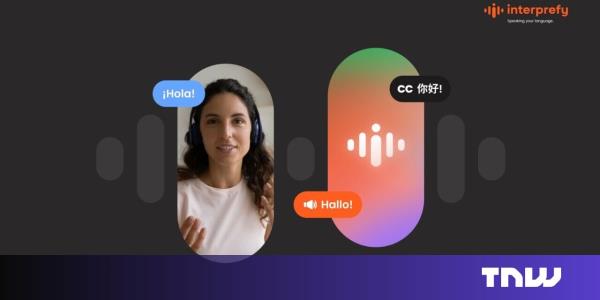 interprefy
Speaking your language.
¡Hola!
CC 你好!
Hallo!
TNW